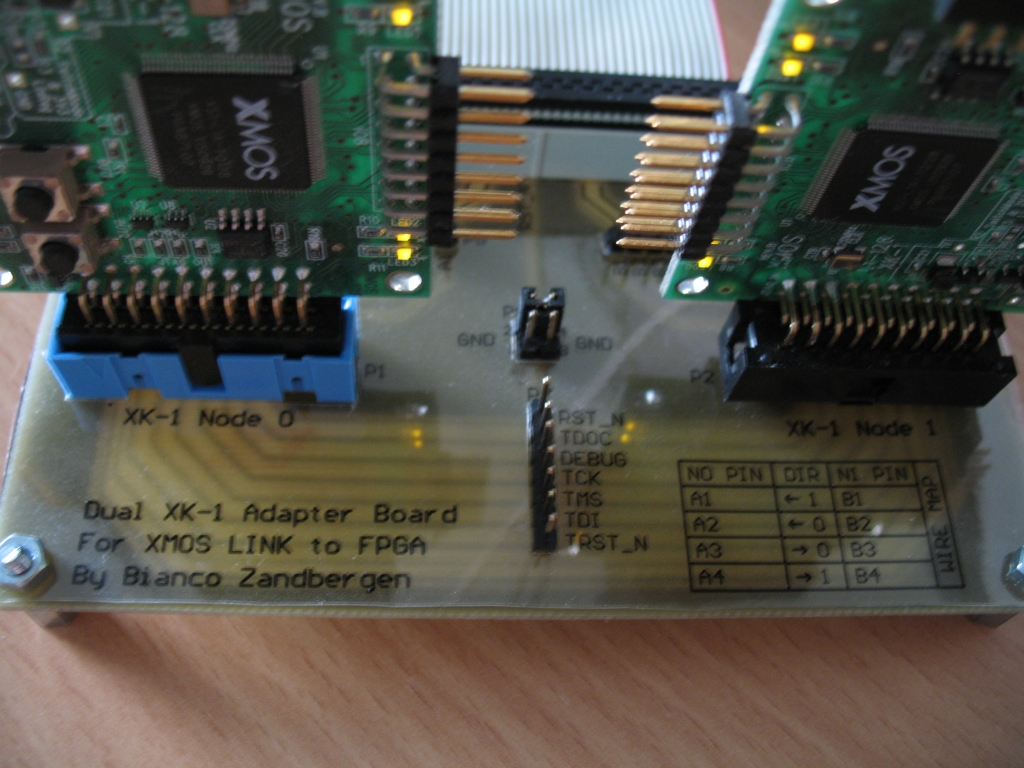 XMOS
XMOS
R11
GND
GND
P1
P2
XK-1 Node 0
XK-1 Node 1
RST_N
TDOC
DEBUG
TCK
TMS
TDI
TRST_N
Dual XK-1 Adapter Board
For XMOS LINK to FPGA
By Bianco Zandbergen
N0 PIN DIR N1 PIN
A1 ← 1 B1
A2 ← 0 B2
A3 → 0 B3
A4 → 1 B4
WIRE MAP